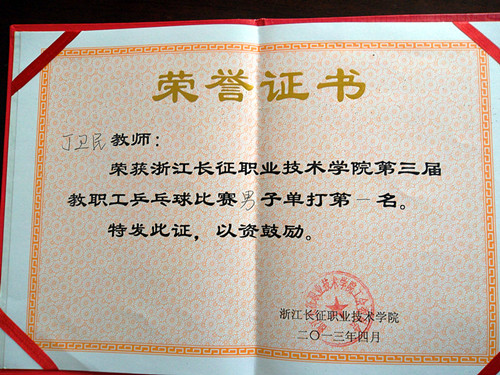 荣誉证书
丁卫民教师：
荣获浙江长征职业技术学院第三届
教职工乒乓球比赛男子单打第一名。
特发此证，以资鼓励。
浙江长征职业技术学院
二〇一三年四月